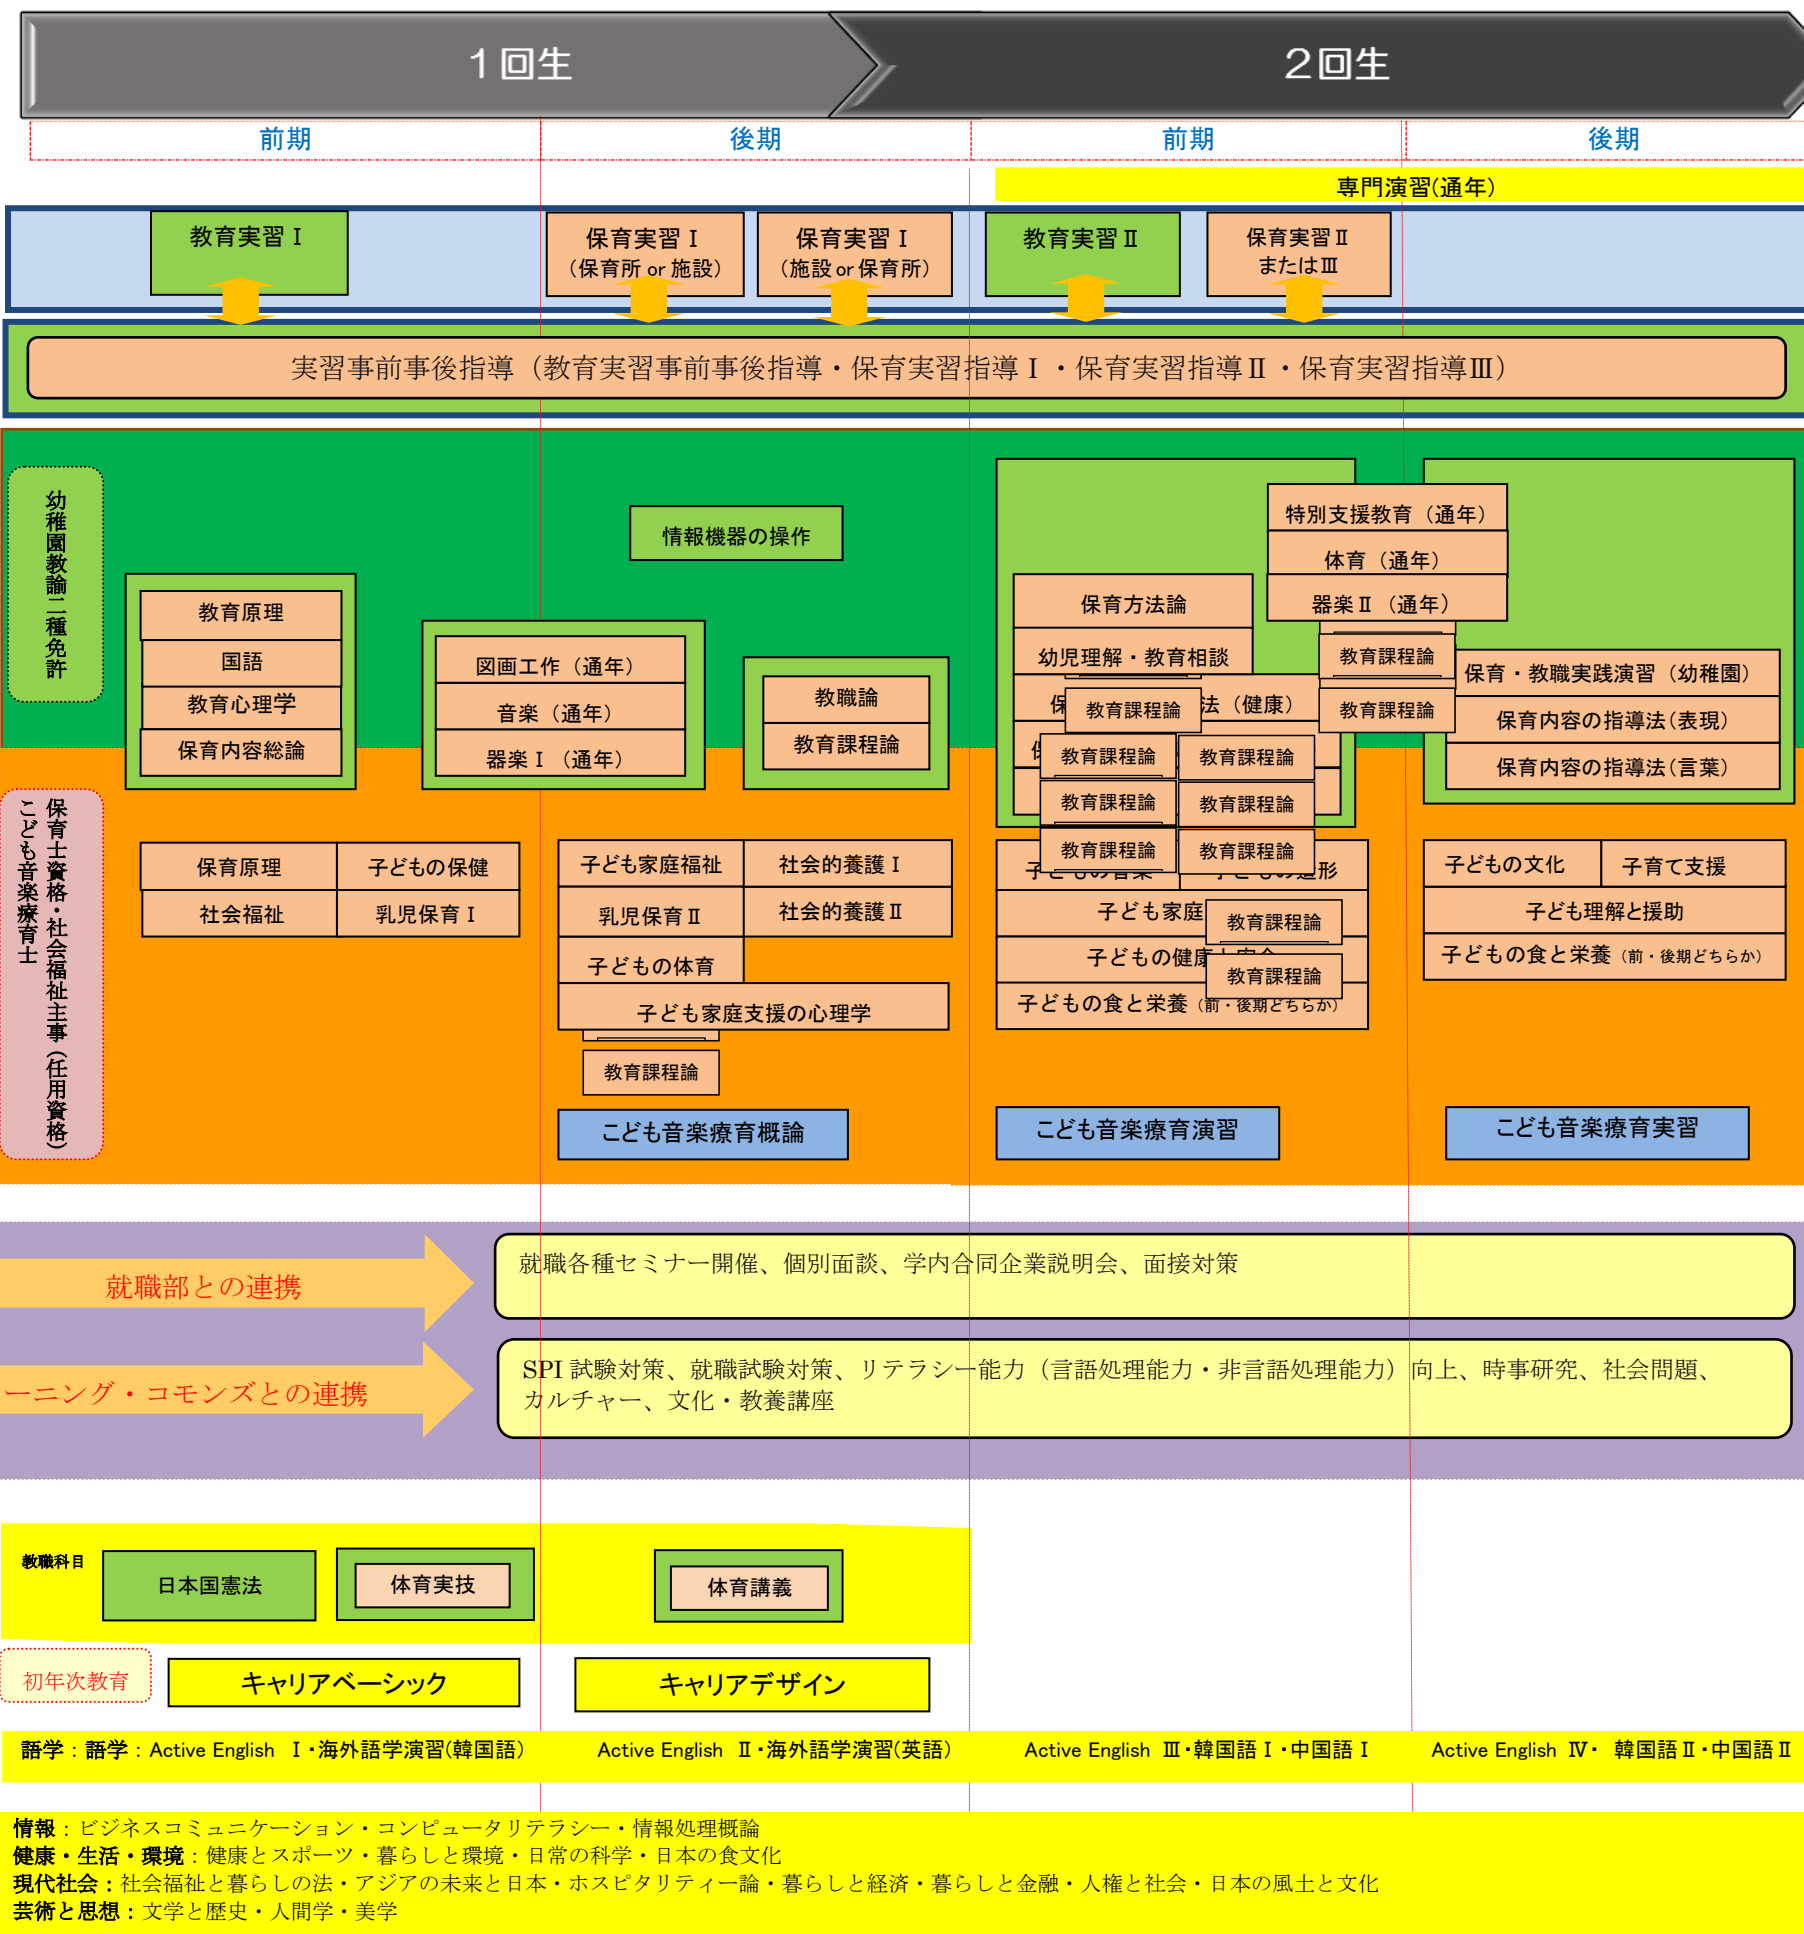 1回生
2回生
前期
後期
前期
後期
専門演習(通年)
教育実習Ⅰ
保育実習Ⅰ
(保育所 or 施設)
保育実習Ⅰ
(施設 or 保育所)
教育実習Ⅱ
保育実習Ⅱ
またはⅢ
実習事前事後指導（教育実習事前事後指導・保育実習指導Ⅰ・保育実習指導Ⅱ・保育実習指導Ⅲ）
幼稚園教諭二種免許
情報機器の操作
教育原理
国語
教育心理学
保育内容総論
図画工作（通年）
音楽（通年）
器楽Ⅰ（通年）
教職論
教育課程論
特別支援教育（通年）
体育（通年）
器楽Ⅱ（通年）
保育方法論
幼児理解・教育相談
保
法（健康）
教育課程論
教育課程論
教育課程論
教育課程論
教育課程論
教育課程論
教育課程論
教育課程論
教育課程論
保育・教職実践演習（幼稚園）
保育内容の指導法(表現)
保育内容の指導法(言葉)
保育士資格・社会福祉主事（任用資格）
こども音楽療育士
保育原理
子どもの保健
社会福祉
乳児保育Ⅰ
子ども家庭福祉
社会的養護Ⅰ
乳児保育Ⅱ
社会的養護Ⅱ
子どもの体育
子ども家庭支援の心理学
教育課程論
子どもの音楽
子どもの造形
子ども家庭
教育課程論
子どもの健康と安全
教育課程論
子どもの食と栄養（前・後期どちらか）
子どもの文化
子育て支援
子ども理解と援助
子どもの食と栄養（前・後期どちらか）
こども音楽療育概論
こども音楽療育演習
こども音楽療育実習
就職部との連携
就職各種セミナー開催、個別面談、学内合同企業説明会、面接対策
ーニング・コモンズとの連携
SPI 試験対策、就職試験対策、リテラシー能力（言語処理能力・非言語処理能力）向上、時事研究、社会問題、
カルチャー、文化・教養講座
教職科目
日本国憲法
体育実技
体育講義
初年次教育
キャリアベーシック
キャリアデザイン
語学：語学：Active English Ⅰ・海外語学演習(韓国語)
Active English Ⅱ・海外語学演習(英語)
Active English Ⅲ・韓国語Ⅰ・中国語Ⅰ
Active English Ⅳ・ 韓国語Ⅱ・中国語Ⅱ
情報：ビジネスコミュニケーション・コンピュータリテラシー・情報処理概論
健康・生活・環境：健康とスポーツ・暮らしと環境・日常の科学・日本の食文化
現代社会：社会福祉と暮らしの法・アジアの未来と日本・ホスピタリティー論・暮らしと経済・暮らしと金融・人権と社会・日本の風土と文化
芸術と思想：文学と歴史・人間学・美学